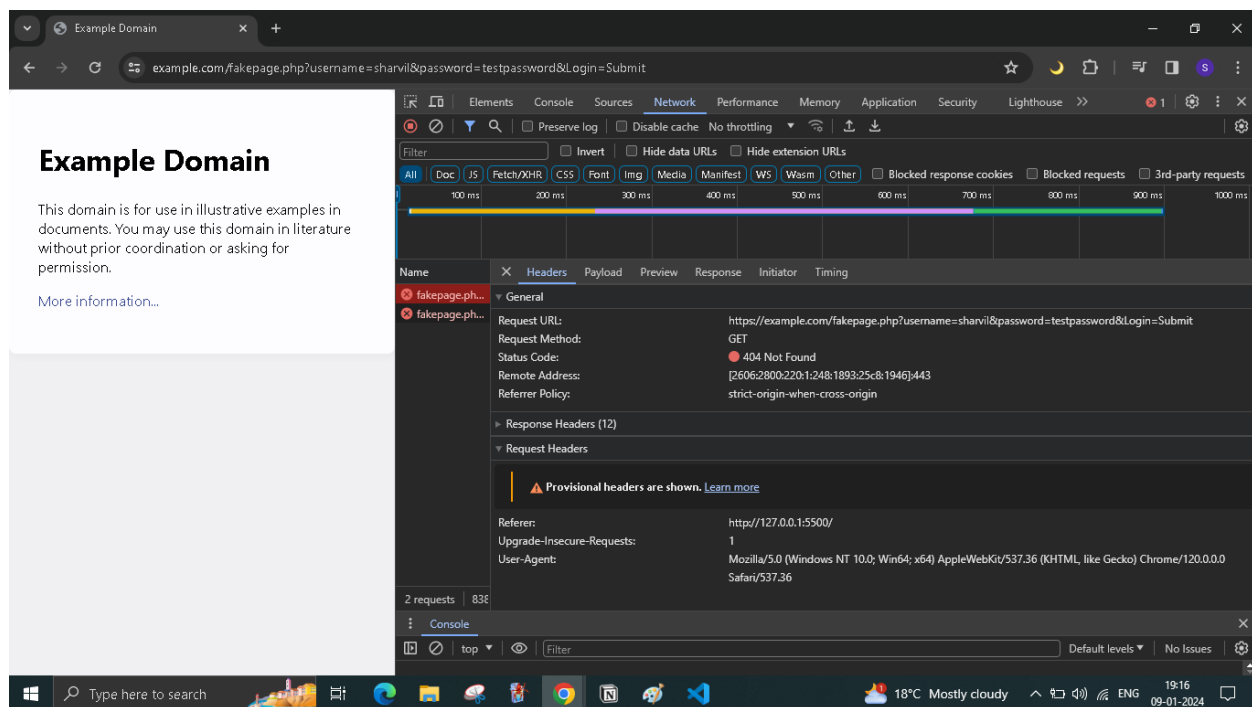 Example Domain
example.com/fakepage.php?username=sharvil&password=testpassword&Login=Submit
S
Example Domain
This domain is for use in illustrative examples in
documents. You may use this domain in literature
without prior coordination or asking for
permission.
More information...
Elements Console Sources Network Performance Memory Application Security Lighthouse 1
Preserve log Disable cache No throttling
Filter Invert Hide data URLs Hide extension URLs
All Doc JS Fetch/XHR CSS Font Img Media Manifest WS Wasm Other Blocked response cookies Blocked requests 3rd-party requests
100 ms 200 ms 300 ms 400 ms 500 ms 600 ms 700 ms 800 ms 900 ms 1000 ms
Name Headers Payload Preview Response Initiator Timing
fakepage.ph...
fakepage.ph...
General
Request URL: https://example.com/fakepage.php?username=sharvil&password=testpassword&Login=Submit
Request Method: GET
Status Code: 404 Not Found
Remote Address: [2606:2800:220:1:248:1893:25c8:1946]:443
Referrer Policy: strict-origin-when-cross-origin
Response Headers (12)
Request Headers
Provisional headers are shown. Learn more
Referer: http://127.0.0.1:5500/
Upgrade-Insecure-Requests: 1
User-Agent: Mozilla/5.0 (Windows NT 10.0; Win64; x64) AppleWebKit/537.36 (KHTML, like Gecko) Chrome/120.0.0.0
Safari/537.36
2 requests 838
Console
top Filter Default levels No Issues
Type here to search 18°C Mostly cloudy ENG 19:16
09-01-2024